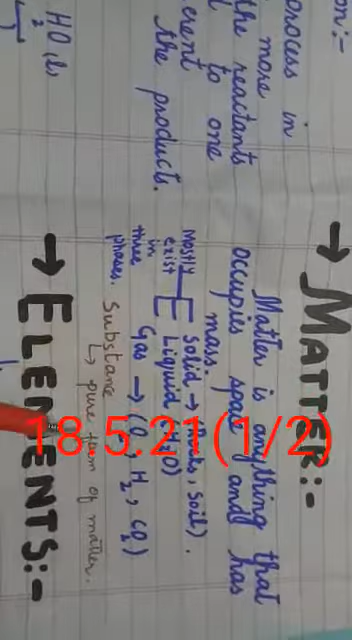 om:-
process in
more
the reactants
to one
erent
the products.
→ MATTER:-
Matter is anything that
occupies space and has
mass.
Mostly
exist
in
three
phases.
Solid → (Rocks, Soil).
Liquid (H₂O)
Gas → (O₂, H₂, CO₂)
Substance
↳ pure form of matter.
→ ELEMENTS:-
18.5.21(1/2)